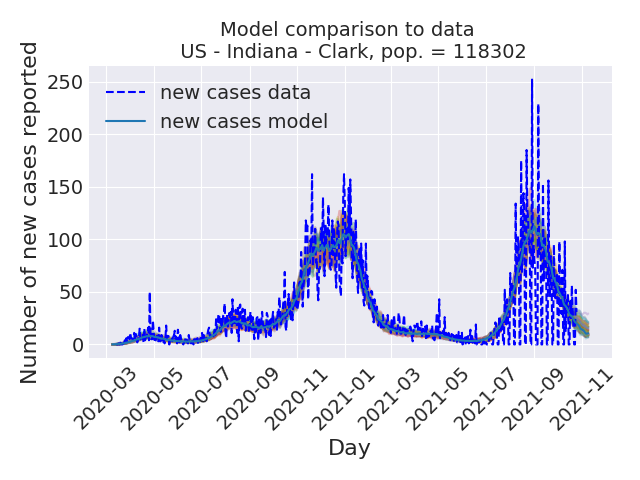 Model comparison to data
US - Indiana - Clark, pop. = 118302
Number of new cases reported
250
200
150
100
50
0
new cases data
new cases model
2020-03
2020-05
2020-07
2020-09
2020-11
2021-01
2021-03
2021-05
2021-07
2021-09
2021-11
Day